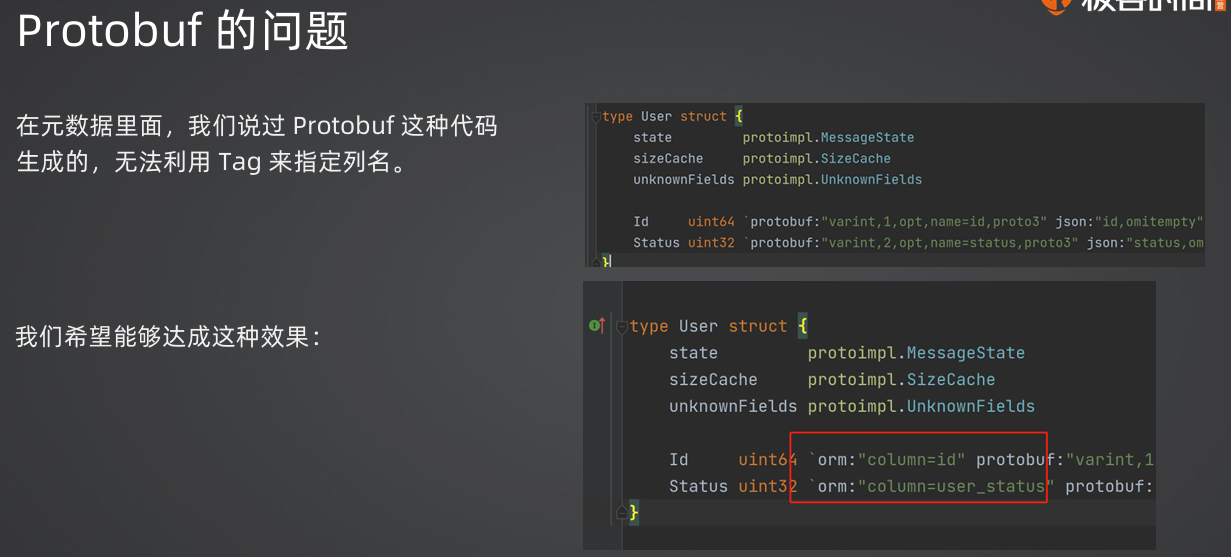 Protobuf 的问题
在元数据里面，我们说过 Protobuf 这种代码
生成的，无法利用 Tag 来指定列名。
type User struct {
state protoimpl.MessageState
sizeCache protoimpl.SizeCache
unknownFields protoimpl.UnknownFields
Id uint64 `protobuf:"varint,1,opt,name=id,proto3" json:"id,omitempty"
Status uint32 `protobuf:"varint,2,opt,name=status,proto3" json:"status,om
}
我们希望能够达成这种效果：
type User struct {
state protoimpl.MessageState
sizeCache protoimpl.SizeCache
unknownFields protoimpl.UnknownFields
Id uint64 `orm:"column=id" protobuf:"varint,1
Status uint32 `orm:"column=user_status" protobuf:
}